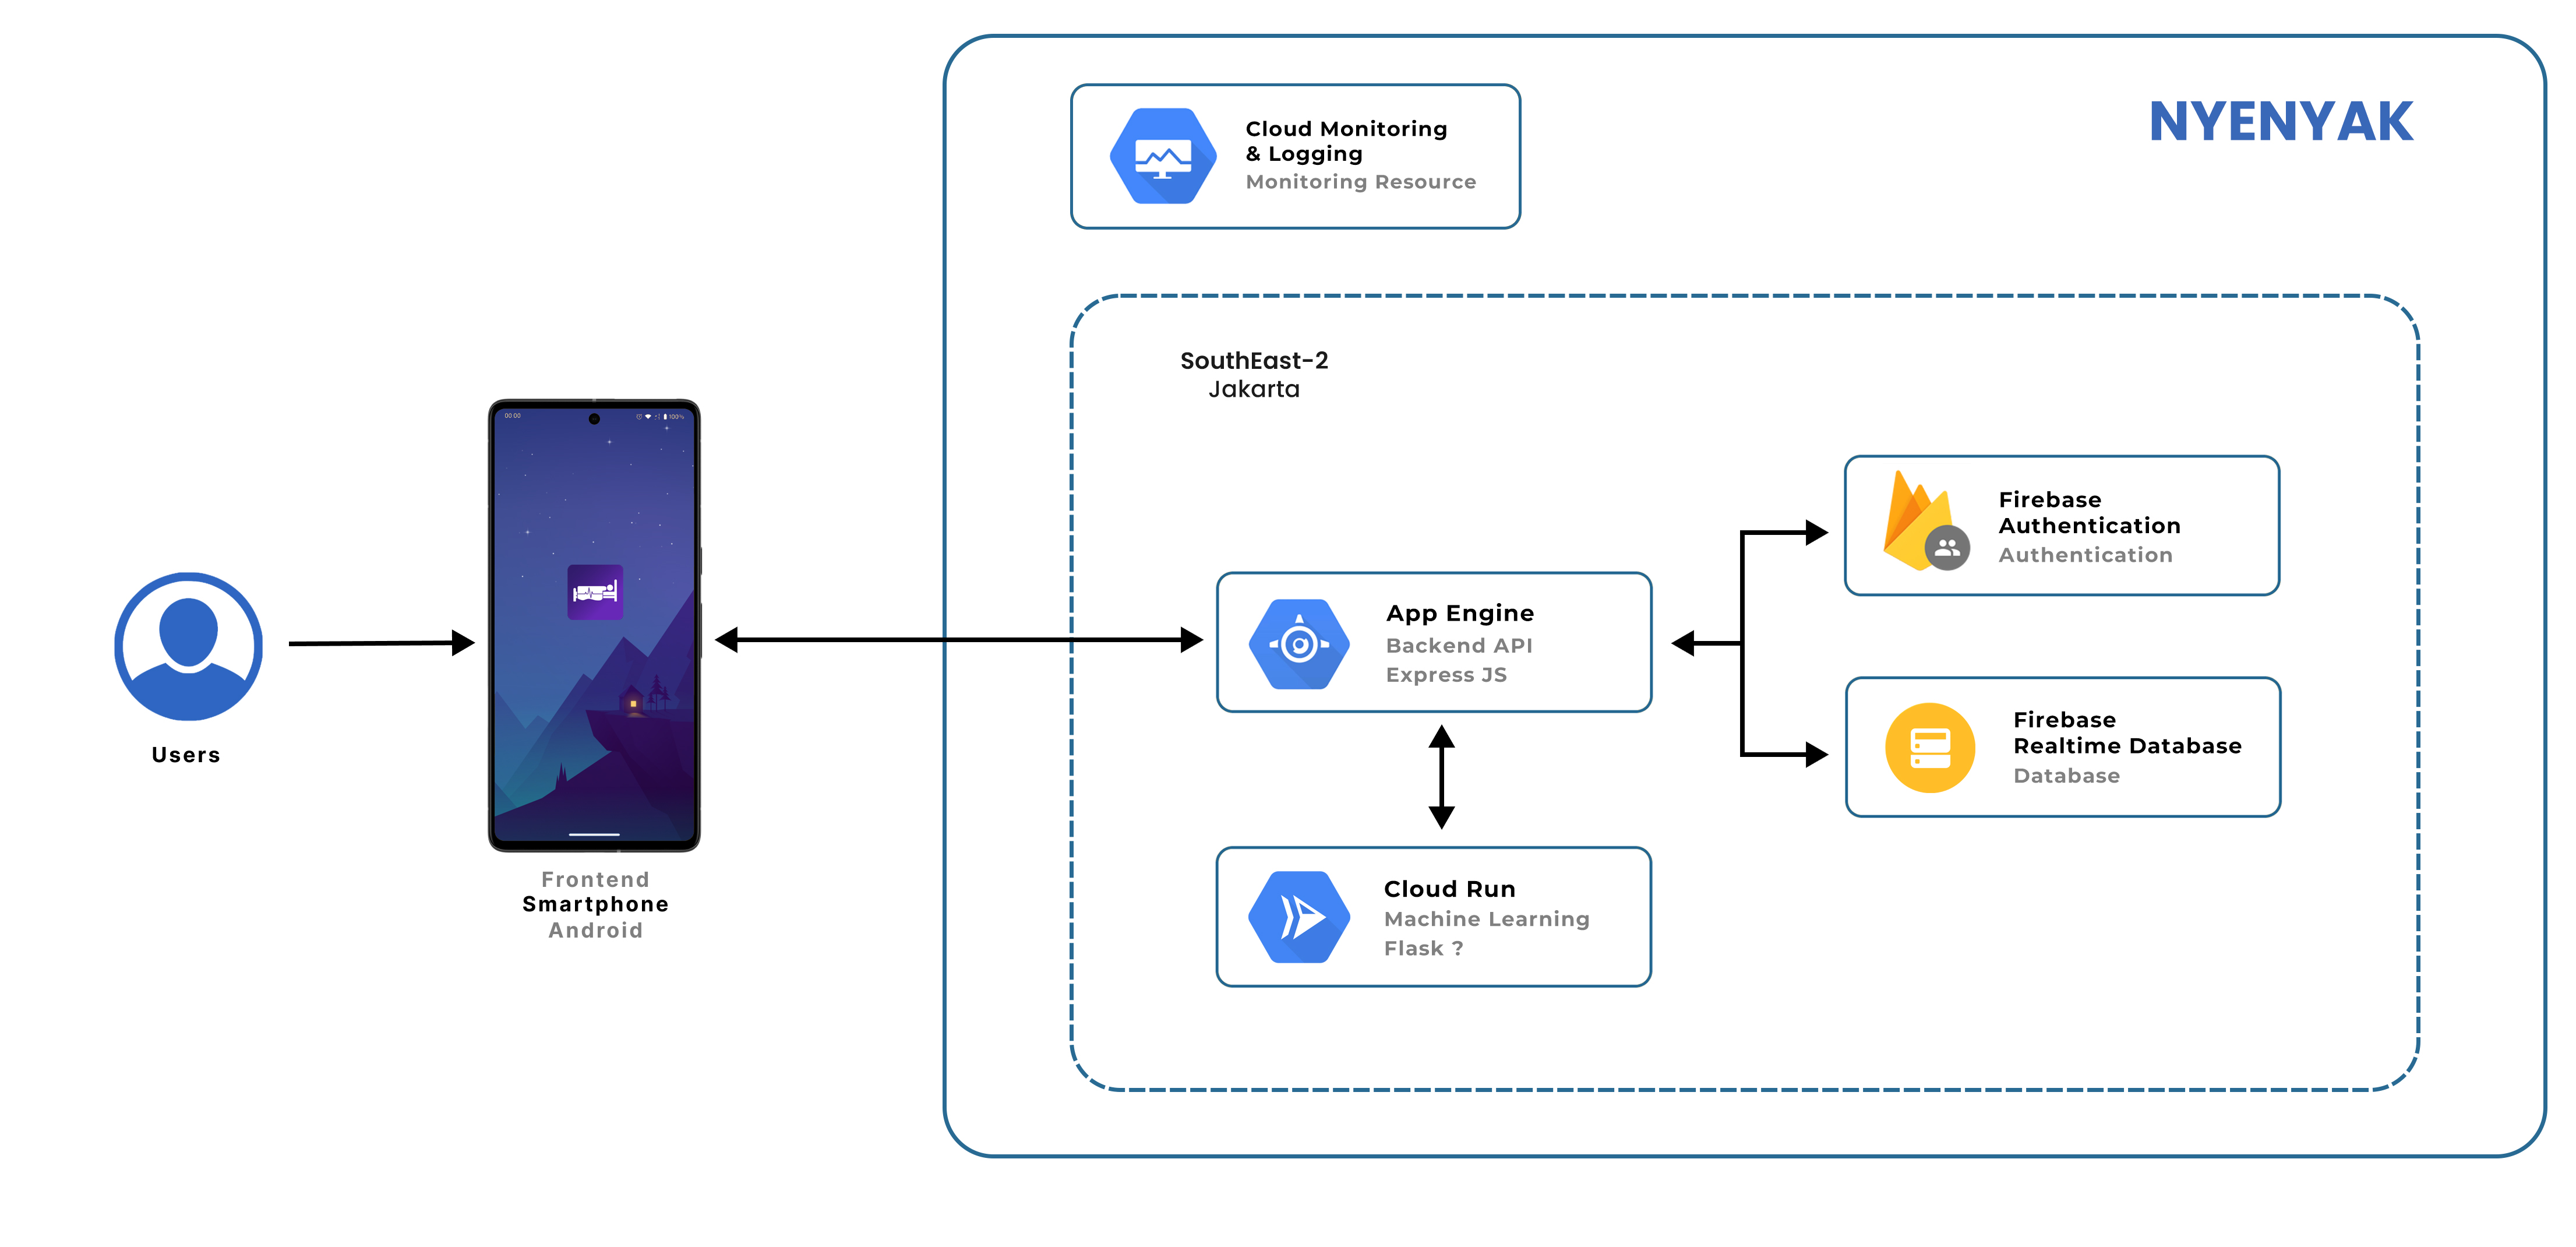 NYENYAK
Cloud Monitoring
& Logging
Monitoring Resource
SouthEast-2
Jakarta
00:00
100%
Users
Frontend
Smartphone
Android
App Engine
Backend API
Express JS
Cloud Run
Machine Learning
Flask ?
Firebase
Authentication
Authentication
Firebase
Realtime Database
Database